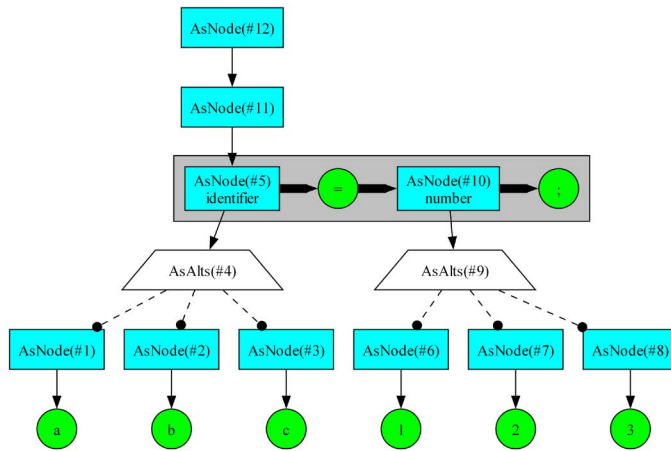 AsNode(#12)
AsNode(#11)
AsNode(#5)
identifier
=
AsNode(#10)
number
;
AsAlts(#4)
AsAlts(#9)
AsNode(#1)
AsNode(#2)
AsNode(#3)
AsNode(#6)
AsNode(#7)
AsNode(#8)
a
b
c
1
2
3